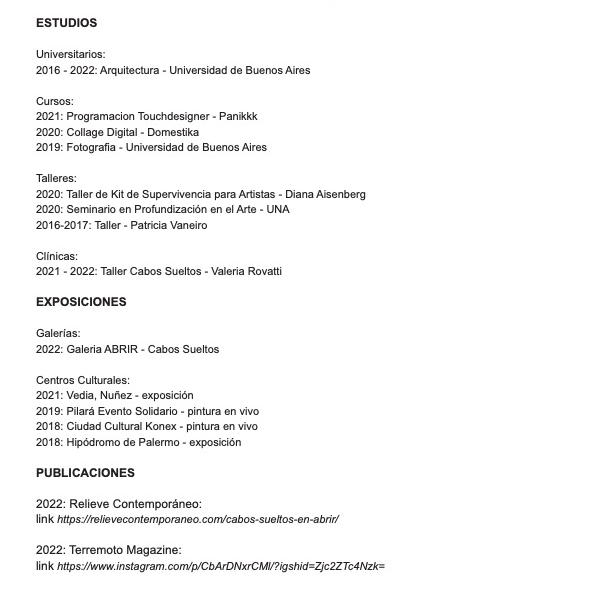 ESTUDIOS
Universitarios:
2016 - 2022: Arquitectura - Universidad de Buenos Aires
Cursos:
2021: Programacion Touchdesigner - Panikkk
2020: Collage Digital - Domestika
2019: Fotografia - Universidad de Buenos Aires
Talleres:
2020: Taller de Kit de Supervivencia para Artistas - Diana Aisenberg
2020: Seminario en Profundización en el Arte - UNA
2016-2017: Taller - Patricia Vaneiro
Clínicas:
2021 - 2022: Taller Cabos Sueltos - Valeria Rovatti
EXPOSICIONES
Galerías:
2022: Galeria ABRIR - Cabos Sueltos
Centros Culturales:
2021: Vedia, Nuñez - exposición
2019: Pilará Evento Solidario - pintura en vivo
2018: Ciudad Cultural Konex - pintura en vivo
2018: Hipódromo de Palermo - exposición
PUBLICACIONES
2022: Relieve Contemporáneo:
link https://relievecontemporaneo.com/cabos-sueltos-en-abrir/
2022: Terremoto Magazine:
link https://www.instagram.com/p/CbArDNxrCMl/?igshid=Zjc2ZTc4Nzk=